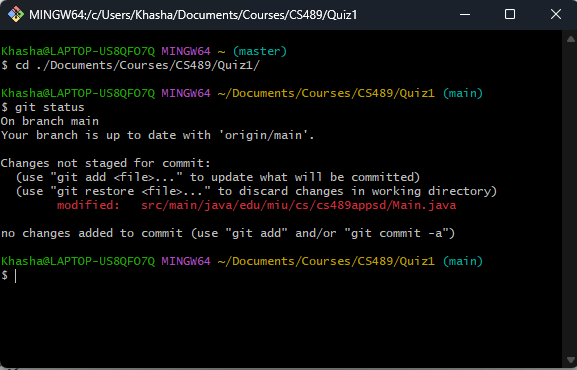 MINGW64:/c/Users/Khasha/Documents/Courses/CS489/Quiz1
Khasha@LAPTOP-US8QFO7Q MINGW64 ~ (master)
$ cd ./Documents/Courses/CS489/Quiz1/
Khasha@LAPTOP-US8QFO7Q MINGW64 ~/Documents/Courses/CS489/Quiz1 (main)
$ git status
On branch main
Your branch is up to date with 'origin/main'.
Changes not staged for commit:
  (use "git add <file>..." to update what will be committed)
  (use "git restore <file>..." to discard changes in working directory)
        modified:   src/main/java/edu/miu/cs/cs489appsd/Main.java
no changes added to commit (use "git add" and/or "git commit -a")
Khasha@LAPTOP-US8QFO7Q MINGW64 ~/Documents/Courses/CS489/Quiz1 (main)
$